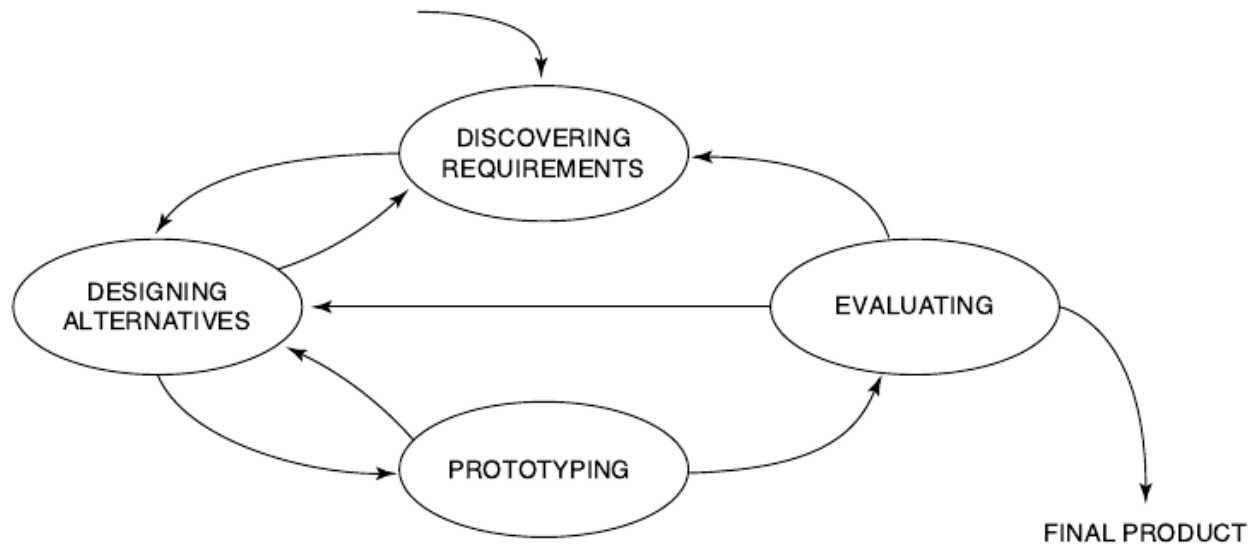 DISCOVERING
REQUIREMENTS
DESIGNING
ALTERNATIVES
EVALUATING
PROTOTYPING
FINAL PRODUCT